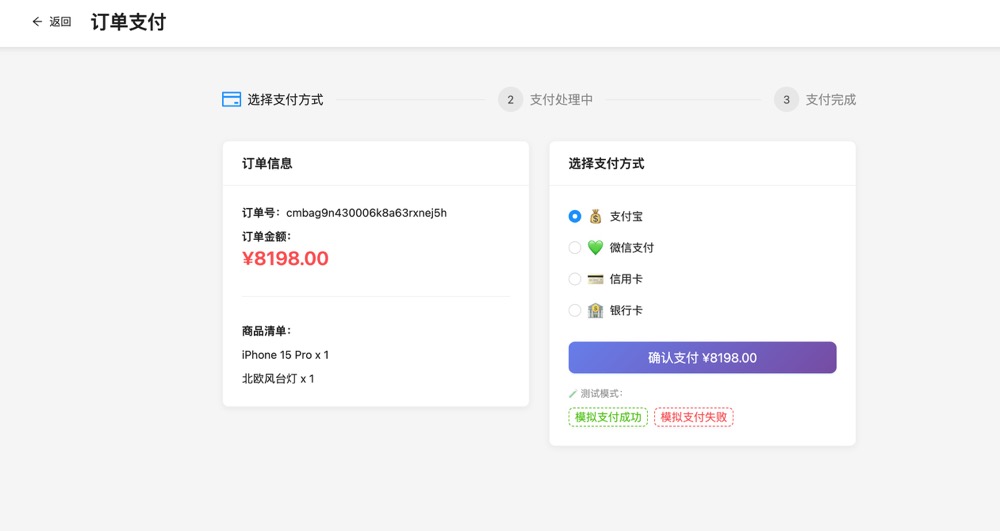 返回
订单支付
选择支付方式
2 支付处理中
3 支付完成
订单信息
订单号：cmbag9n430006k8a63rxnej5h
订单金额：
¥8198.00
商品清单：
iPhone 15 Pro x 1
北欧风台灯 x 1
选择支付方式
支付宝
微信支付
信用卡
银行卡
确认支付 ¥8198.00
测试模式：
模拟支付成功 模拟支付失败